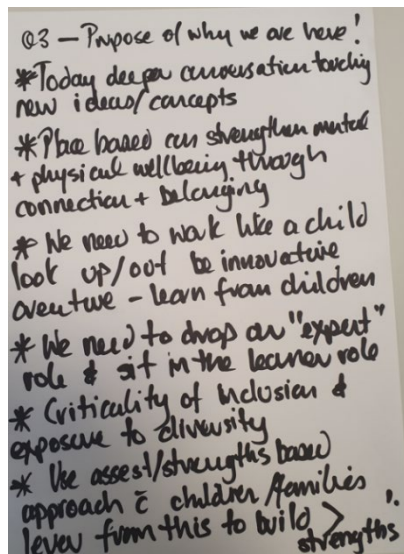 Q3 — Purpose of why we are here!
*Today deeper conversation touching
new ideas/concepts
*Place based can strengthen mental
+ physical wellbeing through
connection + belonging
* We need to walk like a child
look up/out be innovative
- learn from children
* We need to drop our "expert"
role & sit in the learner role
* Criticality of inclusion &
exposure to diversity
* Use assest/strengths based
approach c̄ children/families
lever from this to build >
strengths